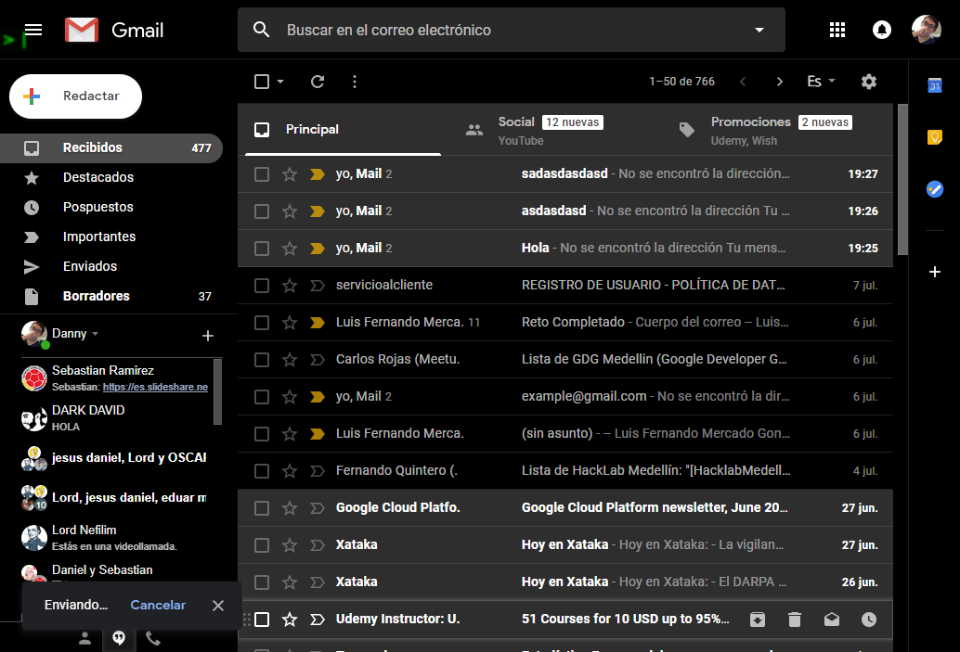 Gmail
Buscar en el correo electrónico
Redactar
1–50 de 766
Es
31
Recibidos 477
Destacados
Pospuestos
Importantes
Enviados
Borradores 37
Principal
Social 12 nuevas
YouTube
Promociones 2 nuevas
Udemy, Wish
yo, Mail 2 sadasdasdasd - No se encontró la dirección… 19:27
yo, Mail 2 asdasdasd - No se encontró la dirección Tu … 19:26
yo, Mail 2 Hola - No se encontró la dirección Tu mens… 19:25
servicioalcliente REGISTRO DE USUARIO - POLÍTICA DE DAT… 7 jul.
Luis Fernando Merca. 11 Reto Completado - Cuerpo del correo -- Luis… 6 jul.
Carlos Rojas (Meetu. Lista de GDG Medellin (Google Developer G… 6 jul.
yo, Mail 2 example@gmail.com - No se encontró la dir… 6 jul.
Luis Fernando Merca. (sin asunto) - -- Luis Fernando Mercado Gon… 6 jul.
Fernando Quintero (. Lista de HackLab Medellín: "[HacklabMedell… 4 jul.
Google Cloud Platfo. Google Cloud Platform newsletter, June 20… 27 jun.
Xataka Hoy en Xataka - Hoy en Xataka: - La vigilan… 27 jun.
Xataka Hoy en Xataka - Hoy en Xataka: - El DARPA … 26 jun.
Udemy Instructor: U. 51 Courses for 10 USD up to 95%…
Danny
Sebastian Ramirez
Sebastian: https://es.slideshare.ne
DARK DAVID
HOLA
jesus daniel, Lord y OSCAR
Lord, jesus daniel, eduar m
10
Lord Nefilim
Estás en una videollamada.
Daniel y Sebastian
Enviando… Cancelar